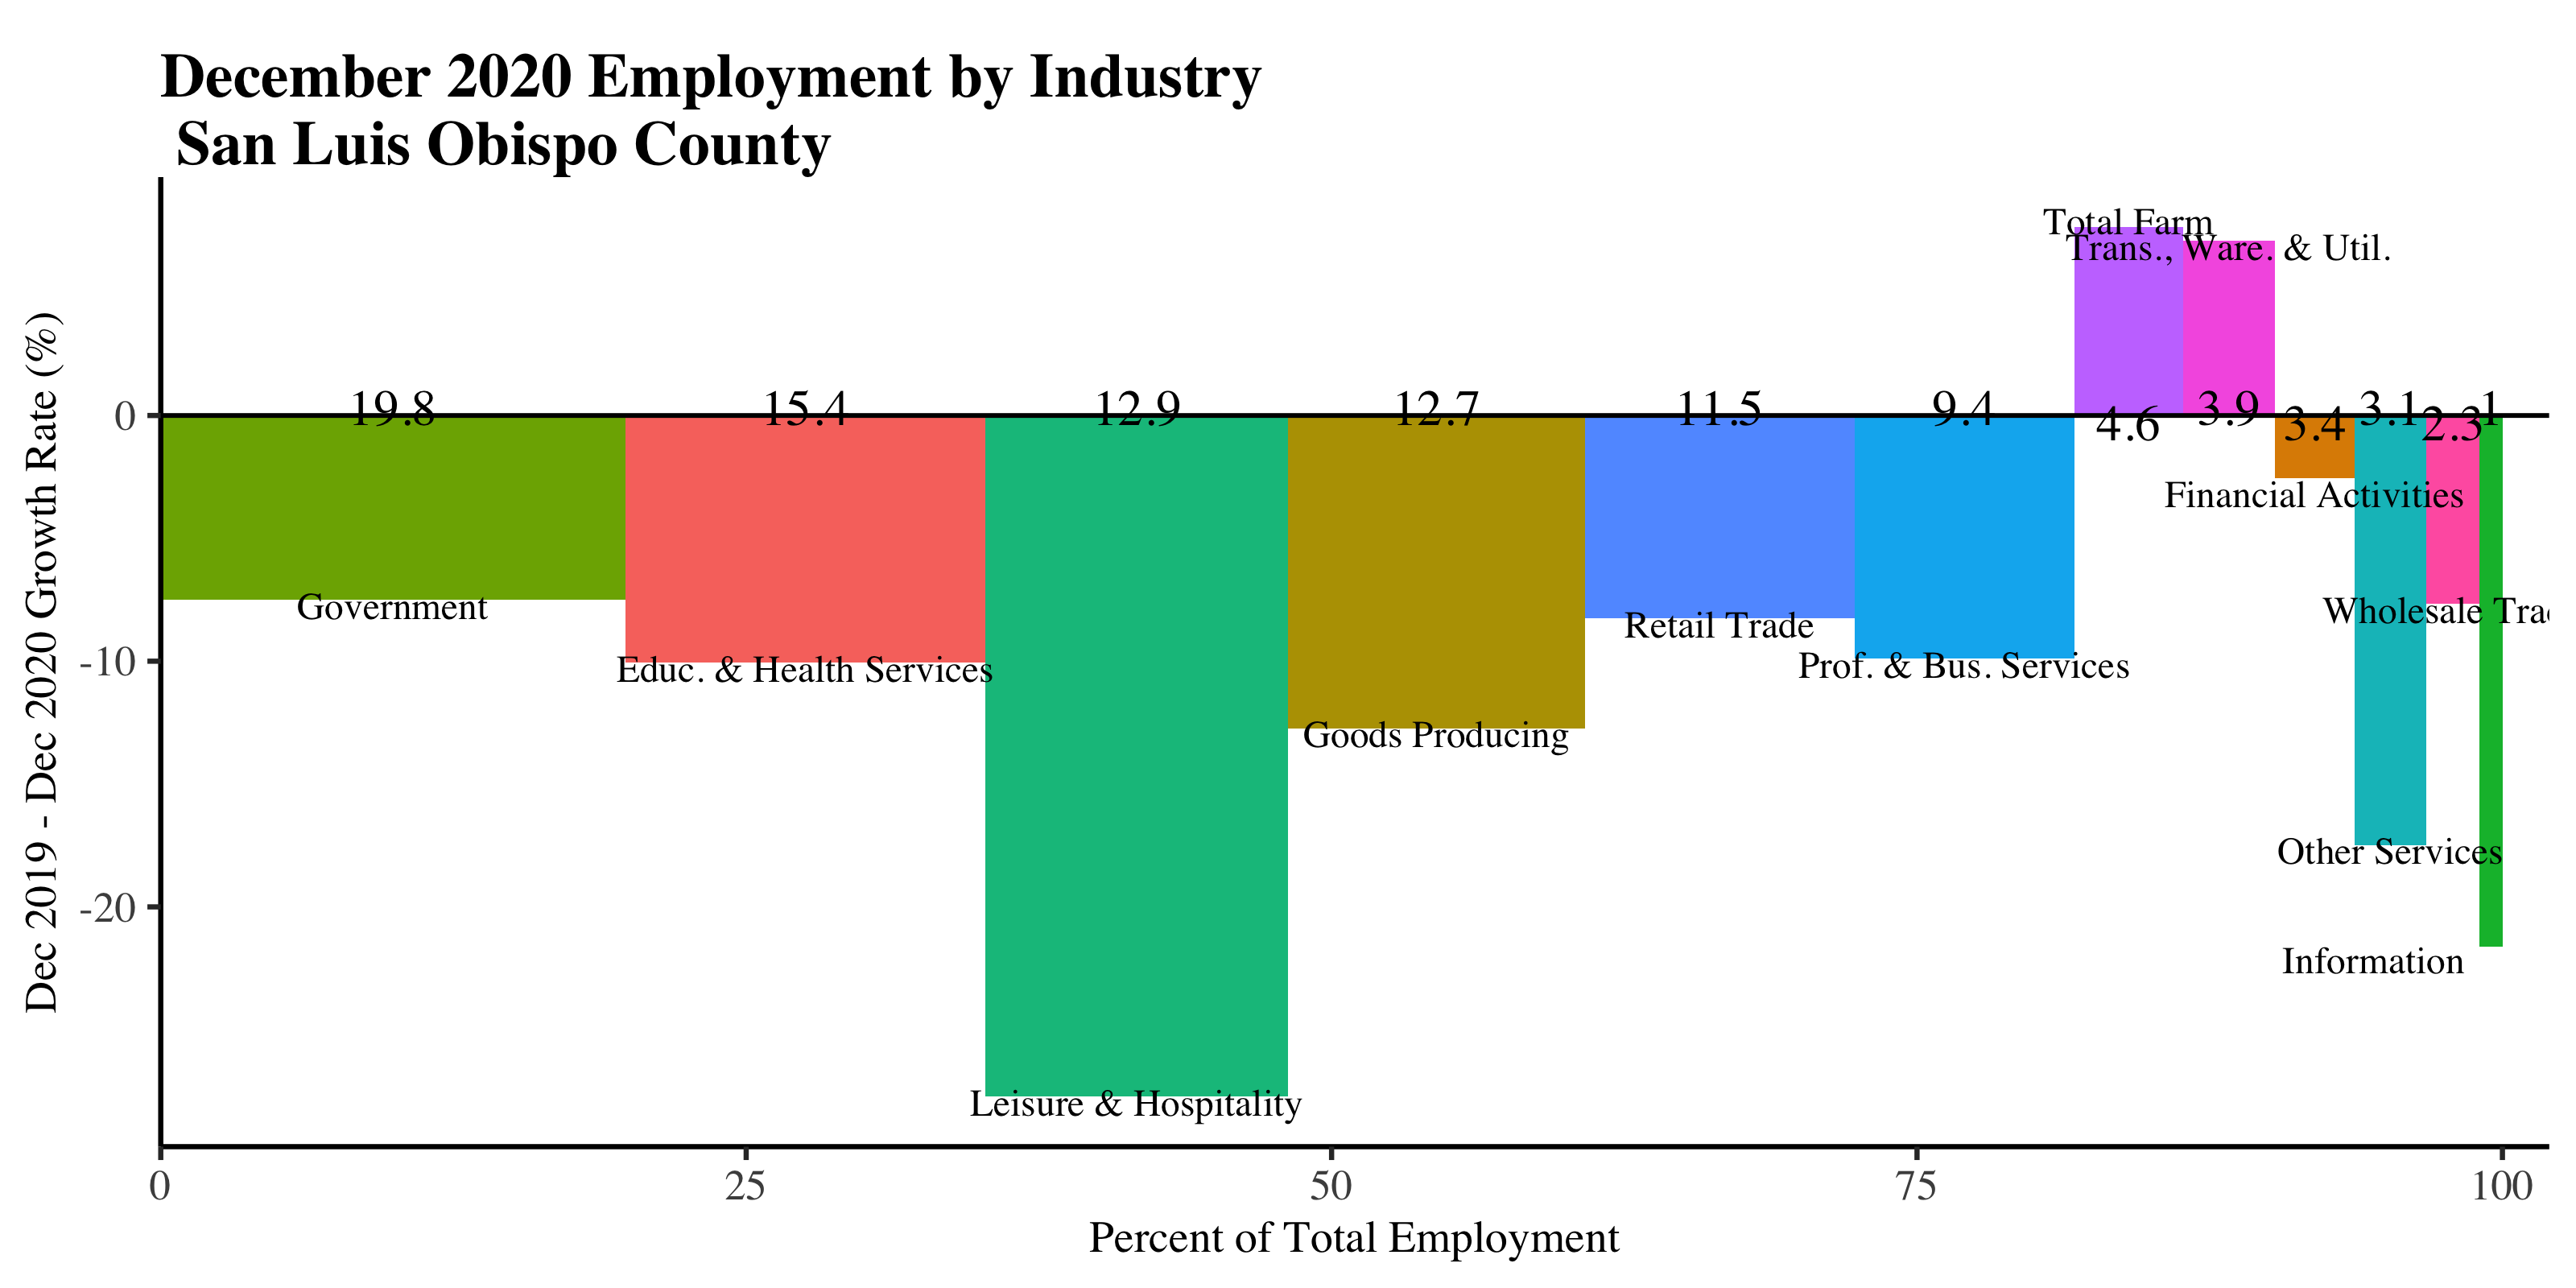 December 2020 Employment by Industry
San Luis Obispo County
Dec 2019 - Dec 2020 Growth Rate (%)
0
-10
-20
Total Farm
Trans., Ware. & Util.
19.8
15.4
12.9
12.7
11.5
9.4
4.6
3.9
3.4
3.1
2.3
1
Financial Activities
Government
Wholesale
Retail Trade
Educ. & Health Services
Prof. & Bus. Services
Goods Producing
Other Services
Information
Leisure & Hospitality
0
25
50
75
100
Percent of Total Employment